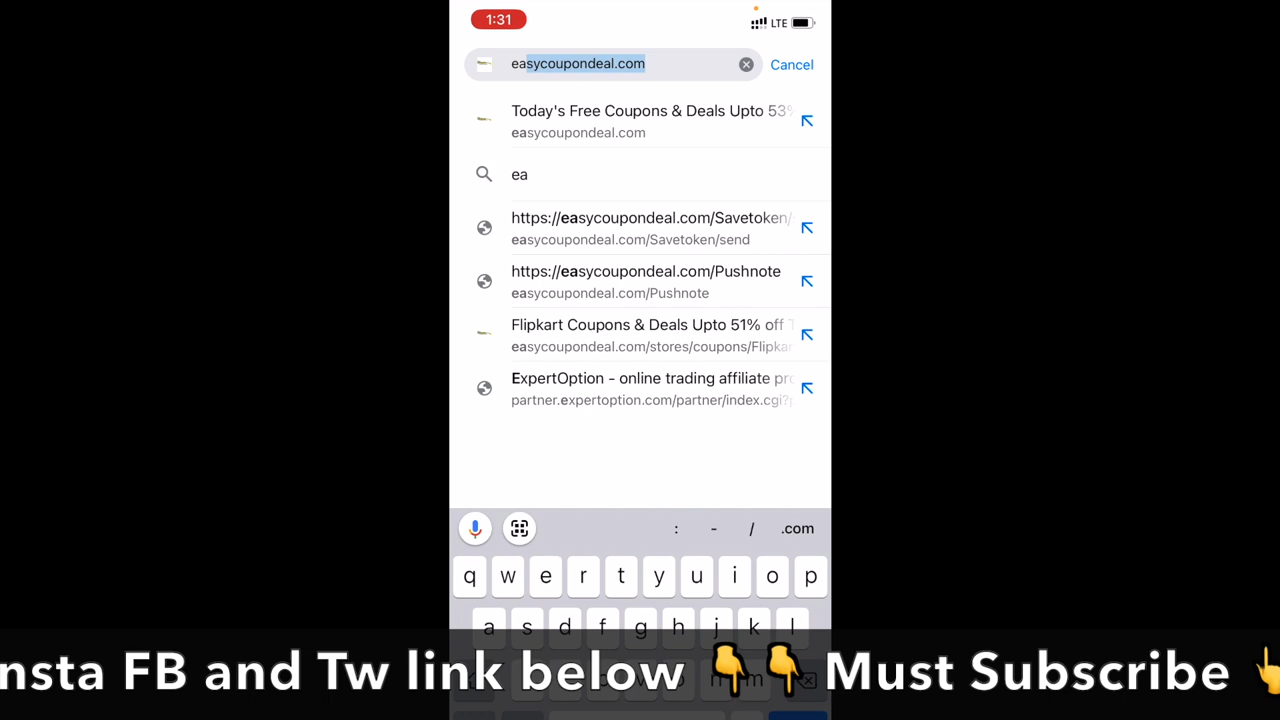 1:31
LTE
easycoupondeal.com
Cancel
Today's Free Coupons & Deals Upto 53%
easycoupondeal.com
ea
https://easycoupondeal.com/Savetoken/
easycoupondeal.com/Savetoken/send
https://easycoupondeal.com/Pushnote
easycoupondeal.com/Pushnote
Flipkart Coupons & Deals Upto 51% off T
easycoupondeal.com/stores/coupons/Flipkar
ExpertOption - online trading affiliate pro
partner.expertoption.com/partner/index.cgi?p
: - / .com
q w e r t y u i o p
a s d f g h j k l
nsta FB and Tw link below 👇👇 Must Subscribe 👆